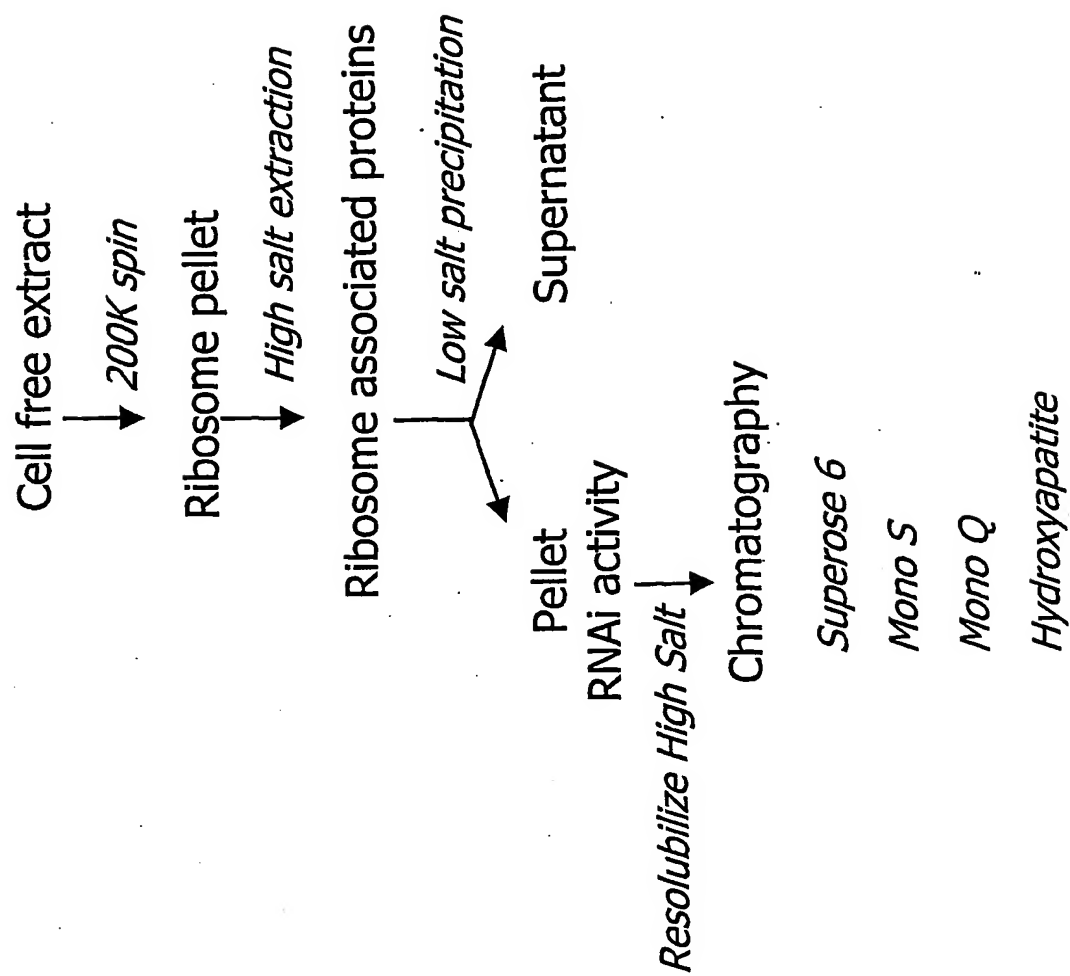 Cell free extract
200K spin
Ribosome pellet
High salt extraction
Ribosome associated proteins
Low salt precipitation
Pellet
RNAi activity
Supernatant
Resolubilize High Salt
Chromatography
Superose 6
Mono S
Mono Q
Hydroxyapatite